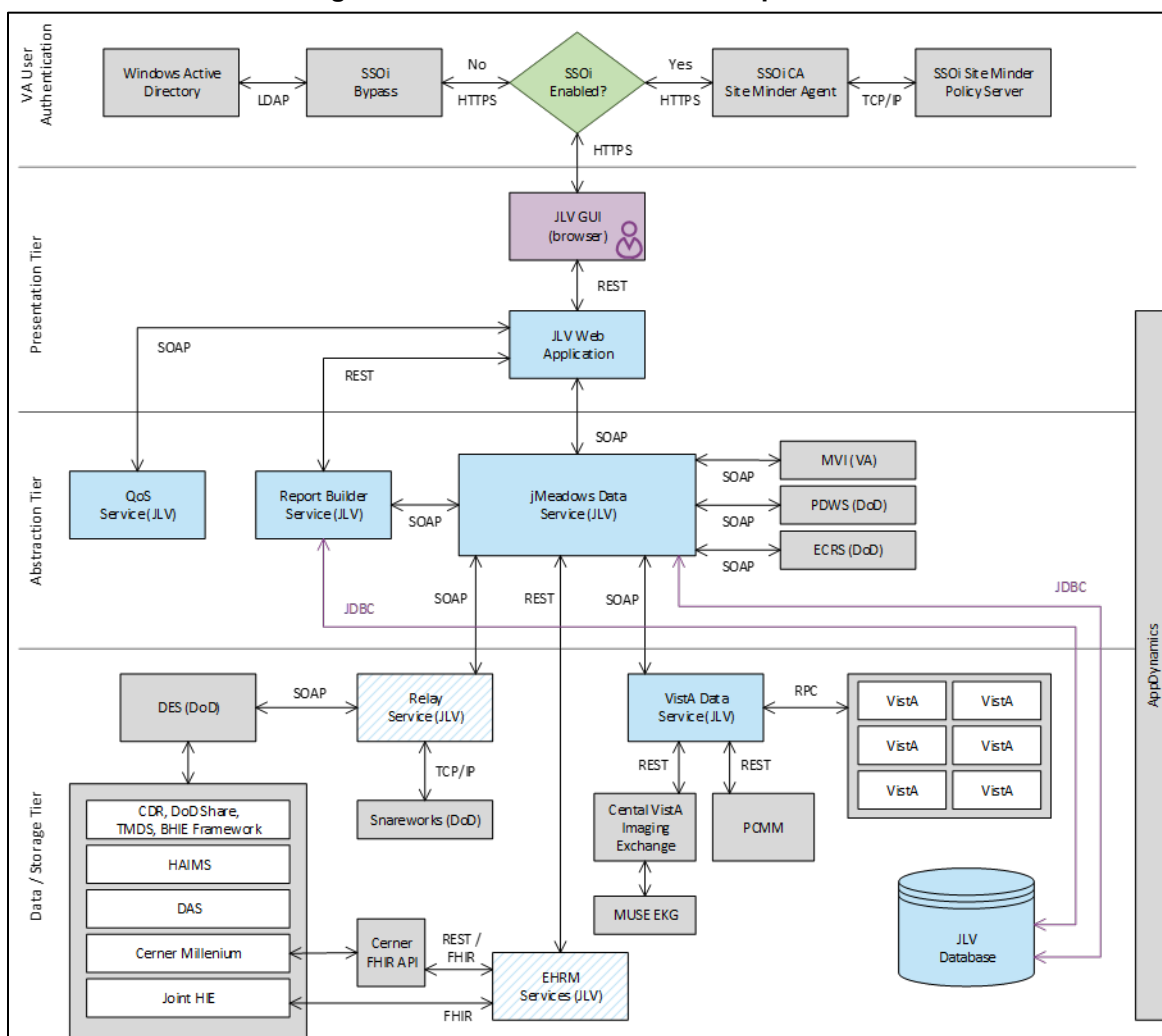 VA User
Authentication
Windows Active
Directory
LDAP
SSOi
Bypass
No
HTTPS
SSOi
Enabled?
Yes
HTTPS
SSOi CA
Site Minder Agent
TCP/IP
SSOi Site Minder
Policy Server
HTTPS
Presentation Tier
JLV GUI
(browser)
REST
JLV Web
Application
SOAP
REST
SOAP
Abstraction Tier
QoS
Service (JLV)
Report Builder
Service (JLV)
SOAP
jMeadows Data
Service (JLV)
SOAP
MVI (VA)
SOAP
PDWS (DoD)
SOAP
ECRS (DoD)
SOAP
REST
SOAP
JDBC
JDBC
AppDynamics
Data / Storage Tier
DES (DoD)
SOAP
Relay
Service (JLV)
TCP/IP
Snareworks (DoD)
VistA Data
Service (JLV)
RPC
VistA
VistA
VistA
VistA
VistA
VistA
REST
REST
Cental VistA
Imaging
Exchange
PCMM
MUSE EKG
CDR, DoDShare,
TMDS, BHIE Framework
HAIMS
DAS
Cerner Millenium
Joint HIE
Cerner
FHIR API
REST /
FHIR
FHIR
EHRM
Services (JLV)
JLV
Database